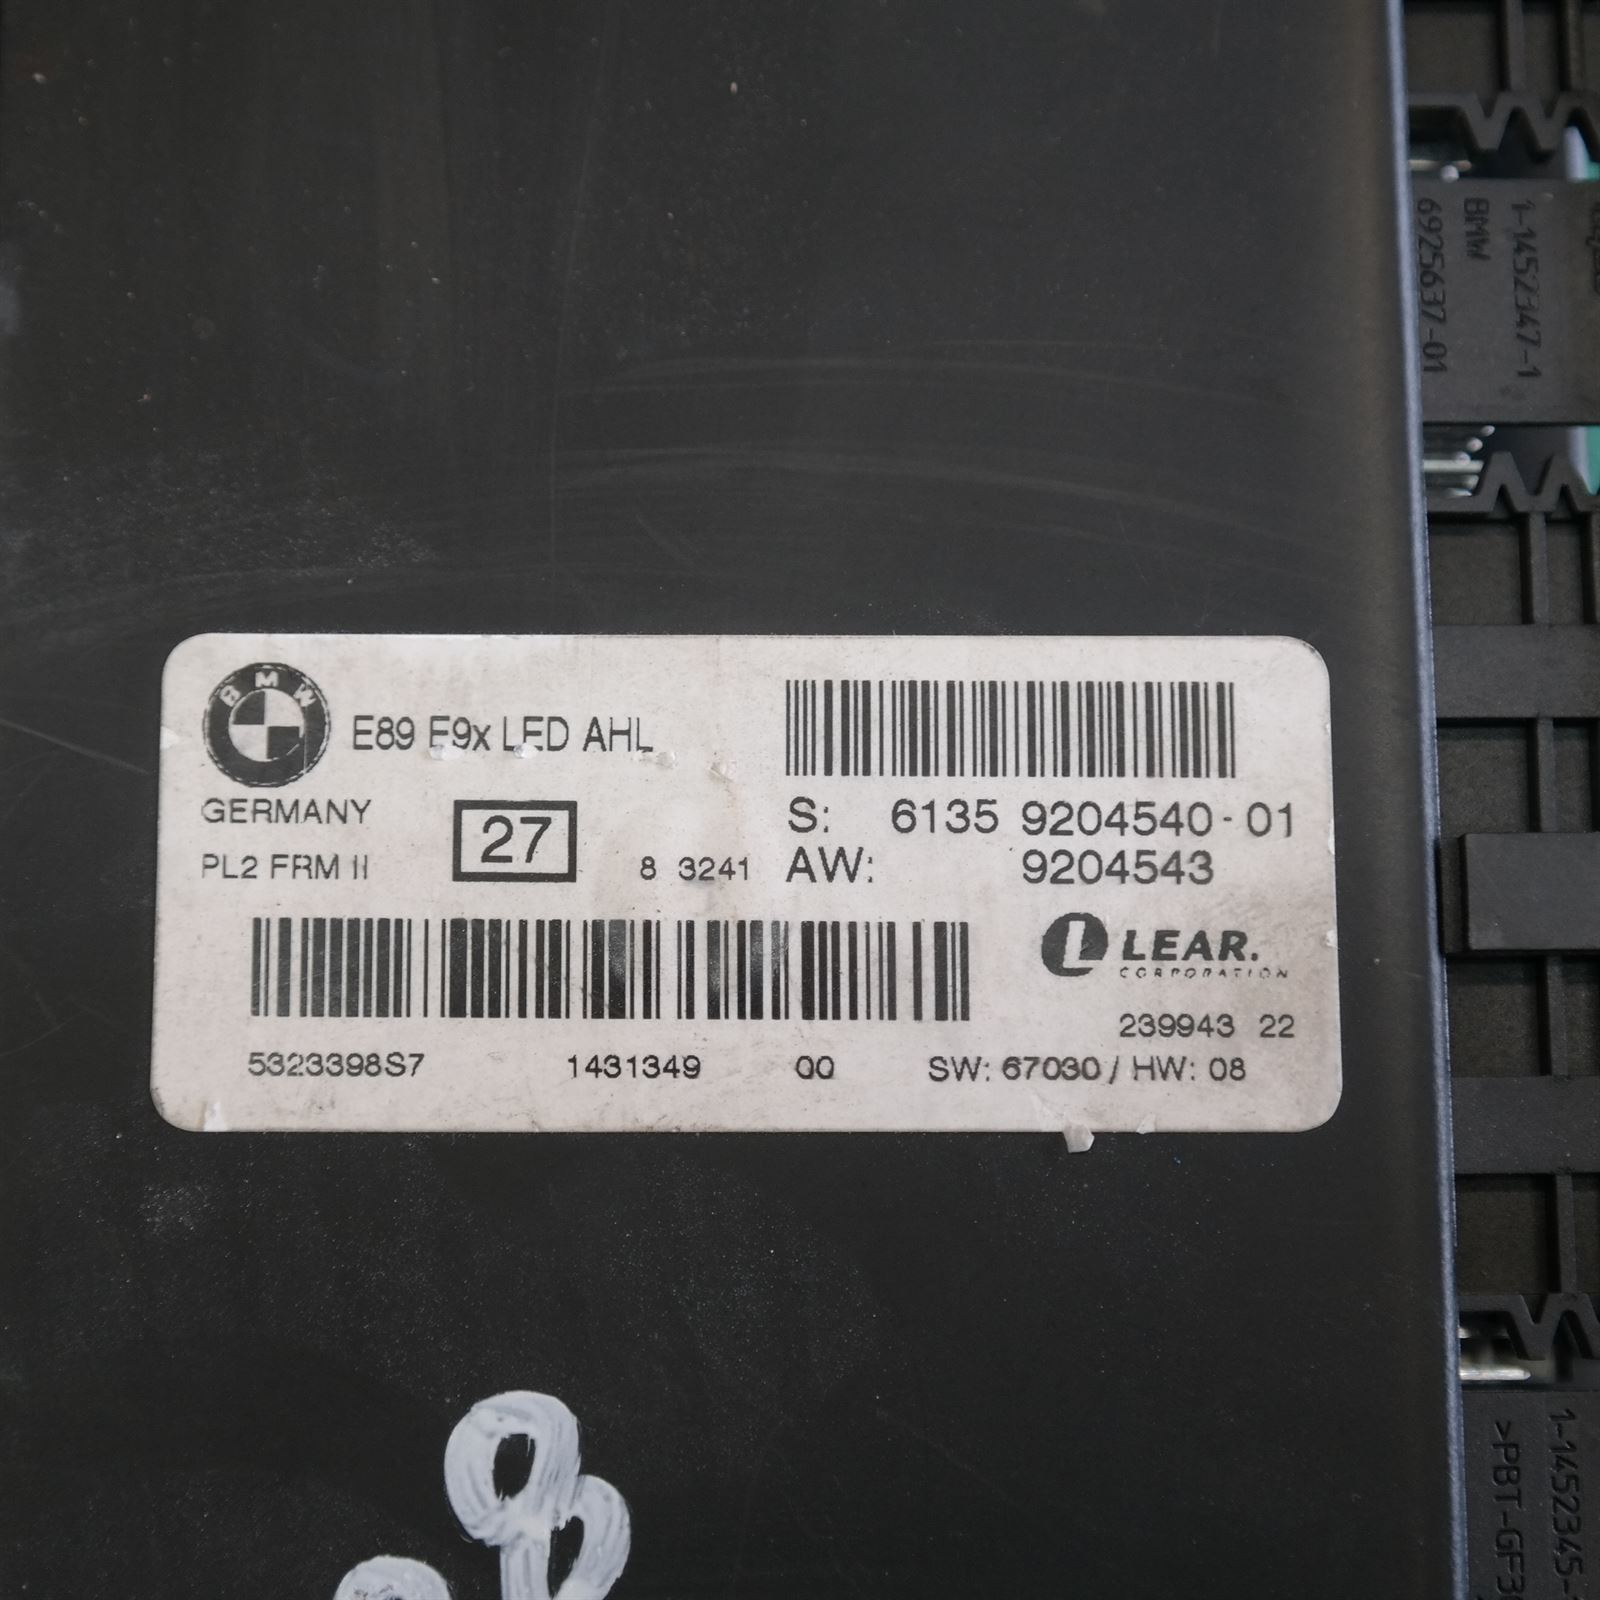 BMW
E89 E9x LED AHL
GERMANY
27
PL2 FRM II
8 3241
S: 6135 9204540-01
AW: 9204543
LEAR.
CORPORATION
239943 22
5323398S7 1431349 00 SW: 67030 / HW: 08
1-1452347-1
BMW
6925637-01
1-1452345-
>PBT-GF3